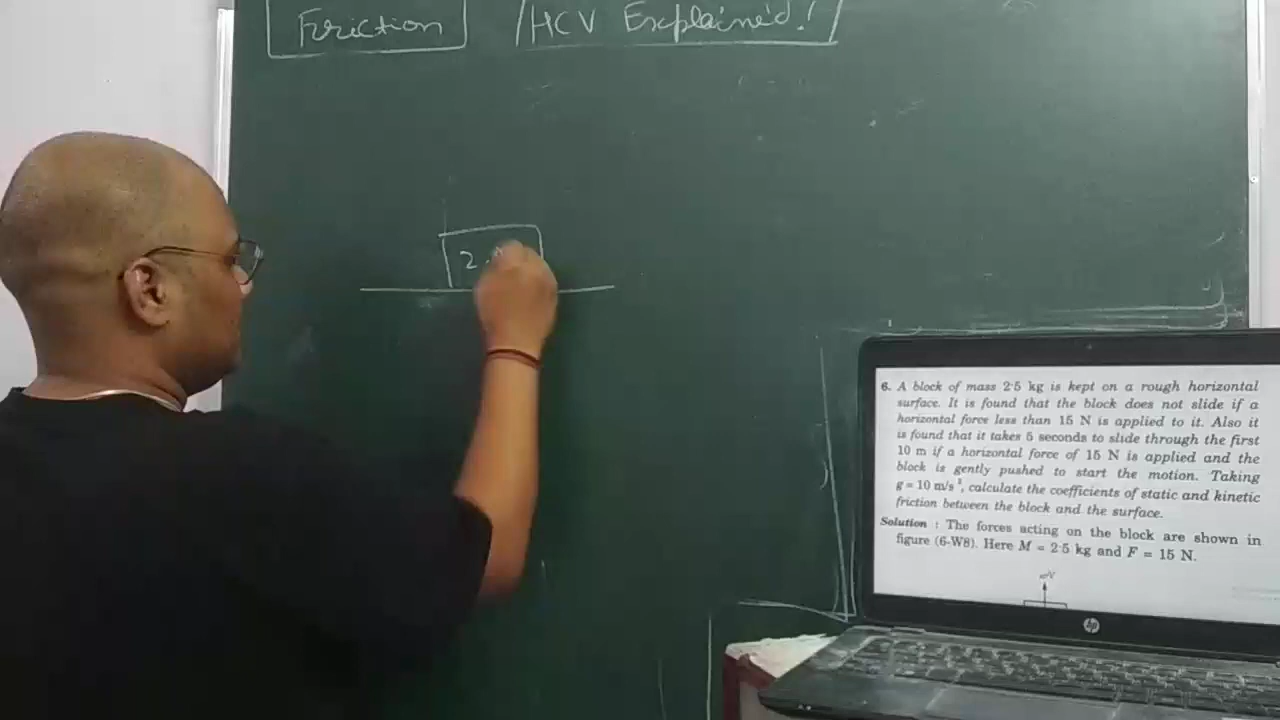 Friction /HCV Explained!
2.
6. A block of mass 2·5 kg is kept on a rough horizontal
surface. It is found that the block does not slide if a
horizontal force less than 15 N is applied to it. Also it
is found that it takes 5 seconds to slide through the first
10 m if a horizontal force of 15 N is applied and the
block is gently pushed to start the motion. Taking
g = 10 m/s², calculate the coefficients of static and kinetic
friction between the block and the surface.
Solution : The forces acting on the block are shown in
figure (6-W8). Here M = 2·5 kg and F = 15 N.
hp